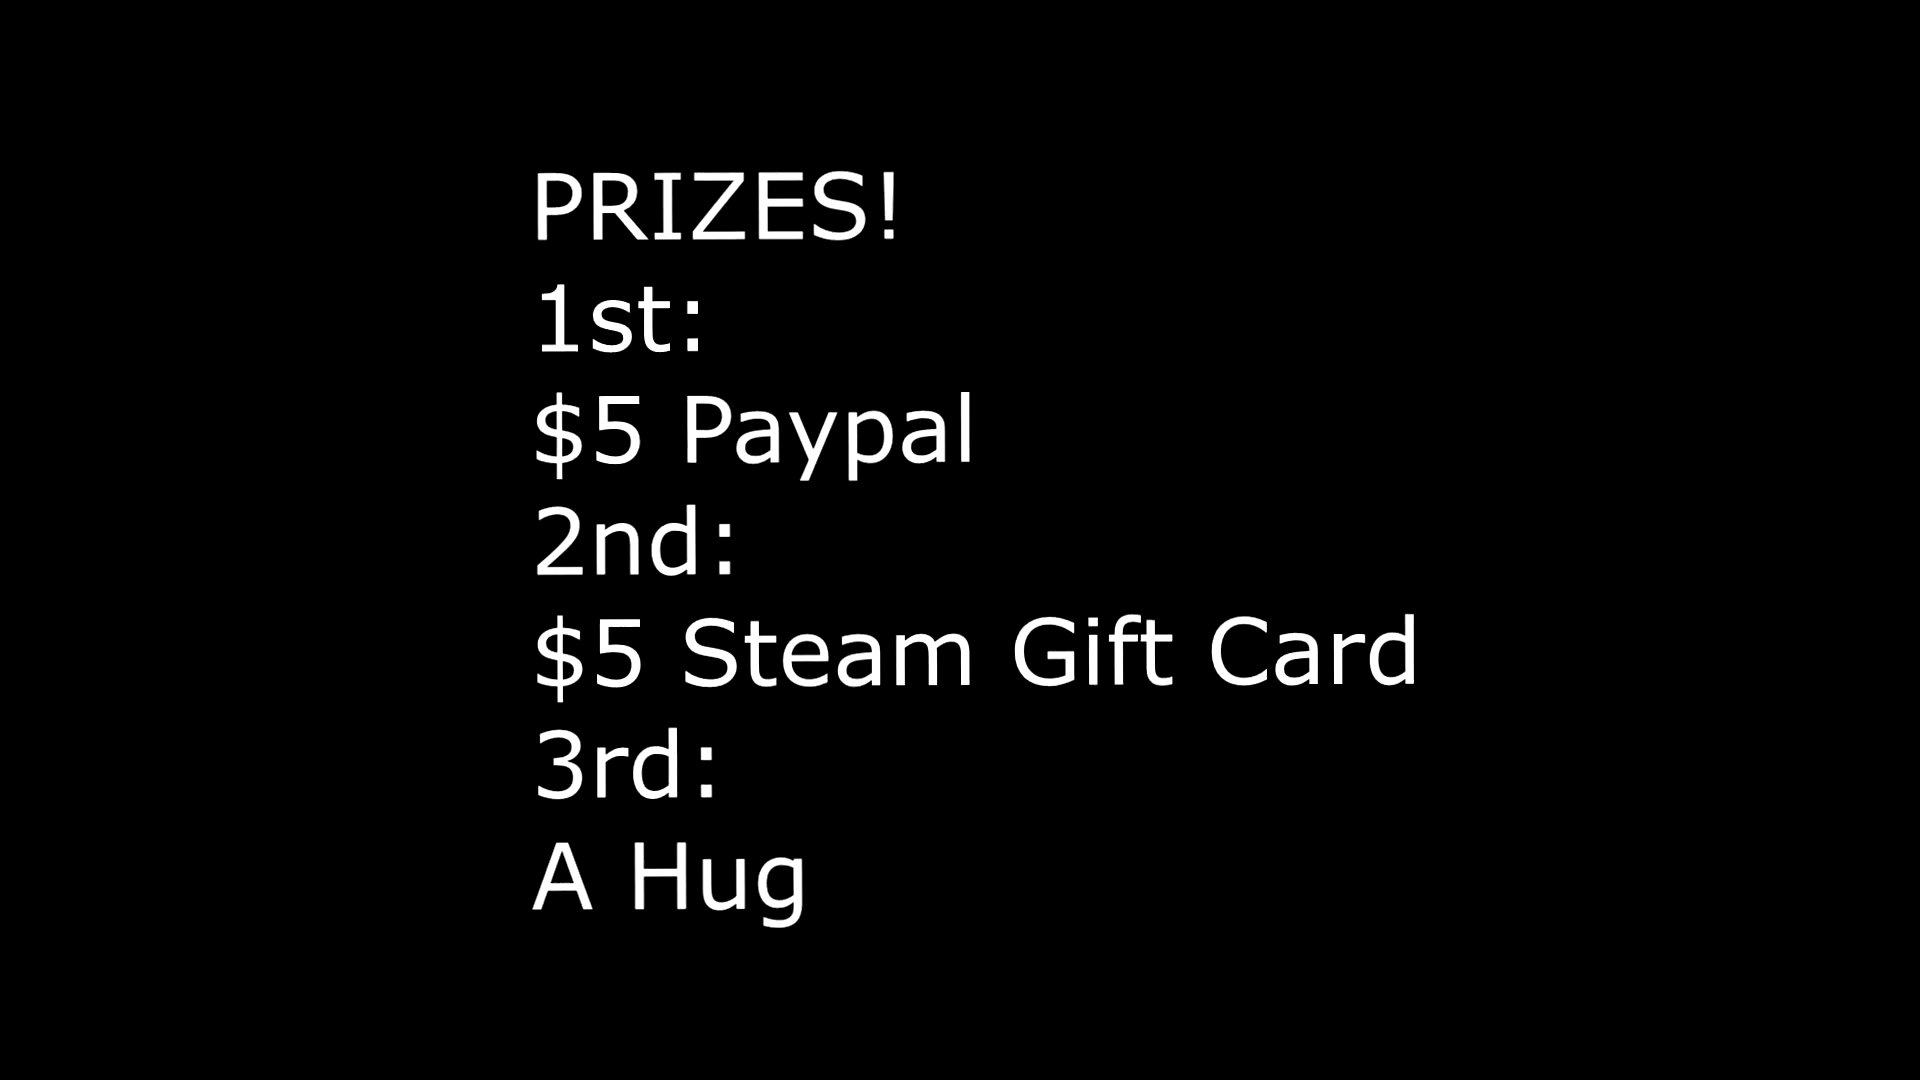 PRIZES!
1st:
$5 Paypal
2nd:
$5 Steam Gift Card
3rd:
A Hug